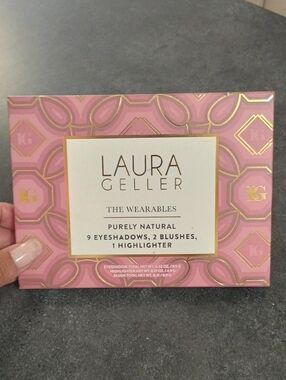 LAURA
GELLER
THE WEARABLES
PURELY NATURAL
9 EYESHADOWS, 2 BLUSHES,
1 HIGHLIGHTER